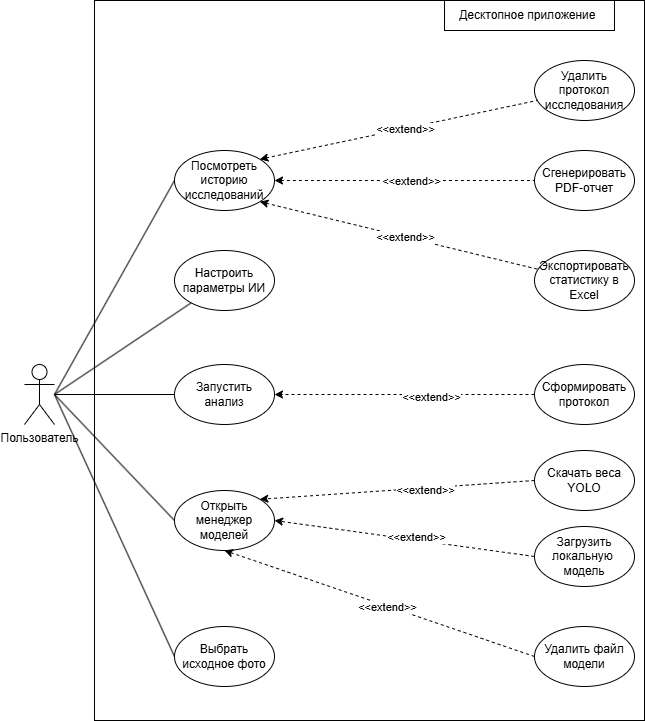 Десктопное приложение
Удалить
протокол
исследования
<<extend>>
Посмотреть
историю
исследований
<<extend>>
Сгенерировать
PDF-отчет
<<extend>>
Экспортировать
статистику в
Excel
Настроить
параметры ИИ
Пользователь
Запустить
анализ
<<extend>>
Сформировать
протокол
Скачать веса
YOLO
<<extend>>
Открыть
менеджер
моделей
<<extend>>
Загрузить
локальную
модель
<<extend>>
Выбрать
исходное фото
Удалить файл
модели